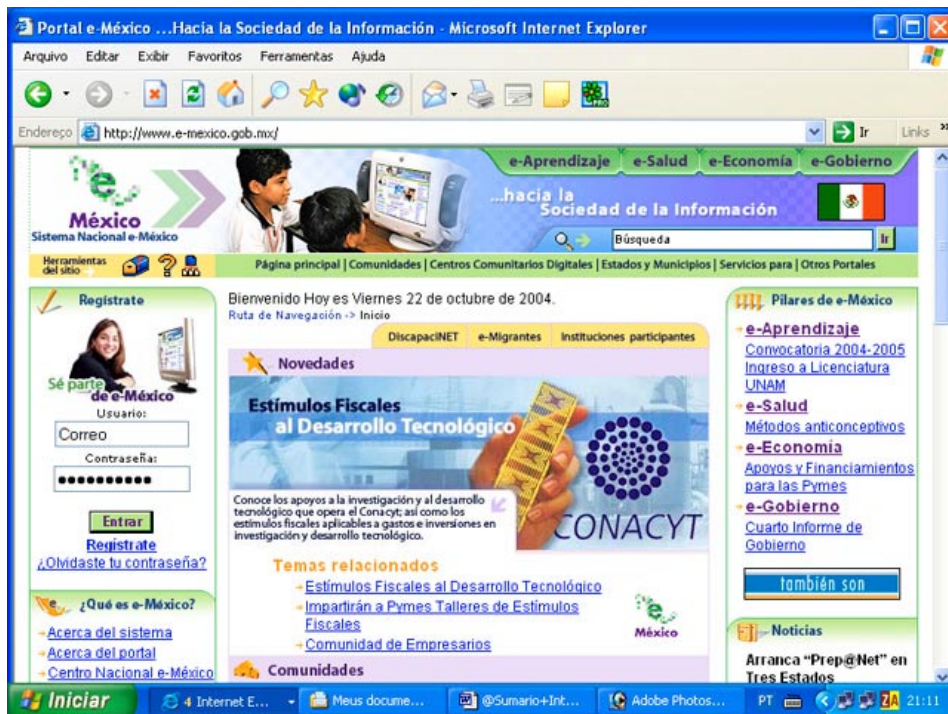 Portal e-México ...Hacia la Sociedad de la Información - Microsoft Internet Explorer
Arquivo Editar Exibir Favoritos Ferramentas Ajuda
PRO
Endereço http://www.e-mexico.gob.mx/ Ir Links »
e-Aprendizaje e-Salud e-Economía e-Gobierno
e
México
Sistema Nacional e-México
...hacia la
Sociedad de la Información
Búsqueda Ir
Herramientas
del sitio
Página principal | Comunidades | Centros Comunitarios Digitales | Estados y Municipios | Servicios para | Otros Portales
Regístrate
Sé parte
de e-México
Usuario:
Correo
Contraseña:
••••••••••
Entrar
Regístrate
¿Olvidaste tu contraseña?
¿Qué es e-México?
Acerca del sistema
Acerca del portal
Centro Nacional e-México
Bienvenido Hoy es Viernes 22 de octubre de 2004.
Ruta de Navegación -> Inicio
DiscapaciNET e-Migrantes Instituciones participantes
Novedades
Estímulos Fiscales
al Desarrollo Tecnológico
CONACYT
Conoce los apoyos a la investigación y al desarrollo
tecnológico que opera el Conacyt; así como los
estímulos fiscales aplicables a gastos e inversiones en
investigación y desarrollo tecnológico.
Temas relacionados
Estímulos Fiscales al Desarrollo Tecnológico
Impartirán a Pymes Talleres de Estímulos
Fiscales
Comunidad de Empresarios
e
México
Comunidades
Pilares de e-México
e-Aprendizaje
Convocatoria 2004-2005
Ingreso a Licenciatura
UNAM
e-Salud
Métodos anticonceptivos
e-Economía
Apoyos y Financiamientos
para las Pymes
e-Gobierno
Cuarto Informe de
Gobierno
también son
Noticias
Arranca “Prep@Net” en
Tres Estados
Iniciar 4 Internet E... Meus docume... @Sumario+Int... Adobe Photos... PT ZA 21:11